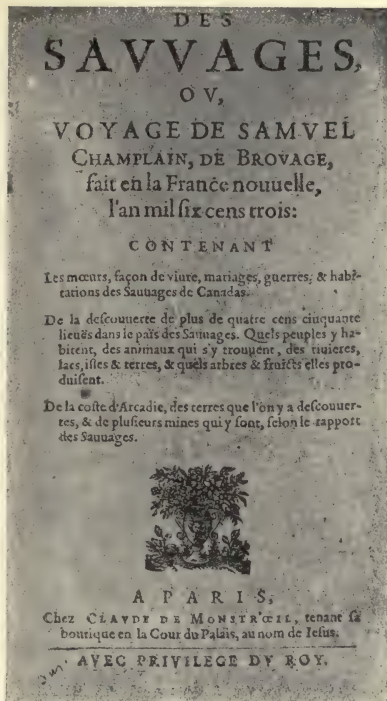 DES
SAVVAGES,
OV,
VOYAGE DE SAMVEL
CHAMPLAIN, DE BROVAGE,
fait en la France nouuelle,
l'an mil six cens trois:
CONTENANT
Les mœurs, façon de viure, mariages, guerres, & habi-
tations des Sauuages de Canadas.
De la descouuerte de plus de quatre cens cinquante
lieuës dans le païs des Sauuages. Quels peuples y ha-
bitent, des animaux qui s'y trouuent, des riuieres,
lacs, isles & terres, & quels arbres & fruicts elles pro-
duisent.
De la coste d'Arcadie, des terres que l'on y a descouuer-
tes, & de plusieurs mines qui y sont, selon le rapport
des Sauuages.
A PARIS,
Chez CLAVDE DE MONSTR'ŒIL, tenant sa
boutique en la Cour du Palais, au nom de Iesus.
AVEC PRIVILEGE DV ROY.